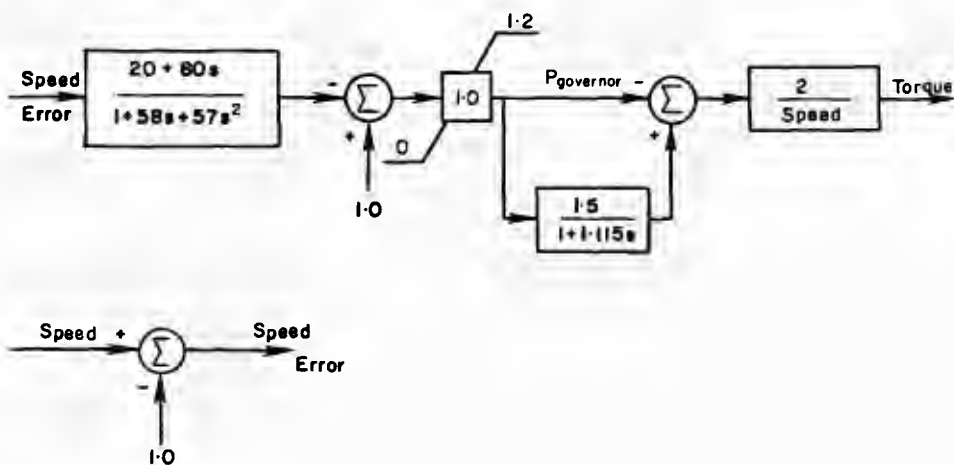 1·2
Speed
Error
20 + 60s
1 + 58s + 57s²
-
Σ
+
1·0
1·0
0
P governor
-
Σ
+
2
Speed
Torque
1·5
1 + 1·115s
Speed
+
Σ
-
1·0
Speed
Error